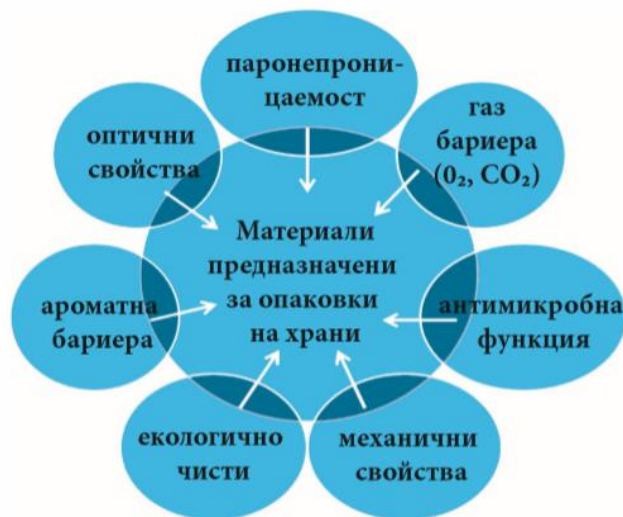 паронепрони-
цаемост
газ
бариера
(0₂, CO₂)
оптични
свойства
Материали
предназначени
за опаковки
на храни
ароматна
бариера
антимикробна
функция
екологично
чисти
механични
свойства